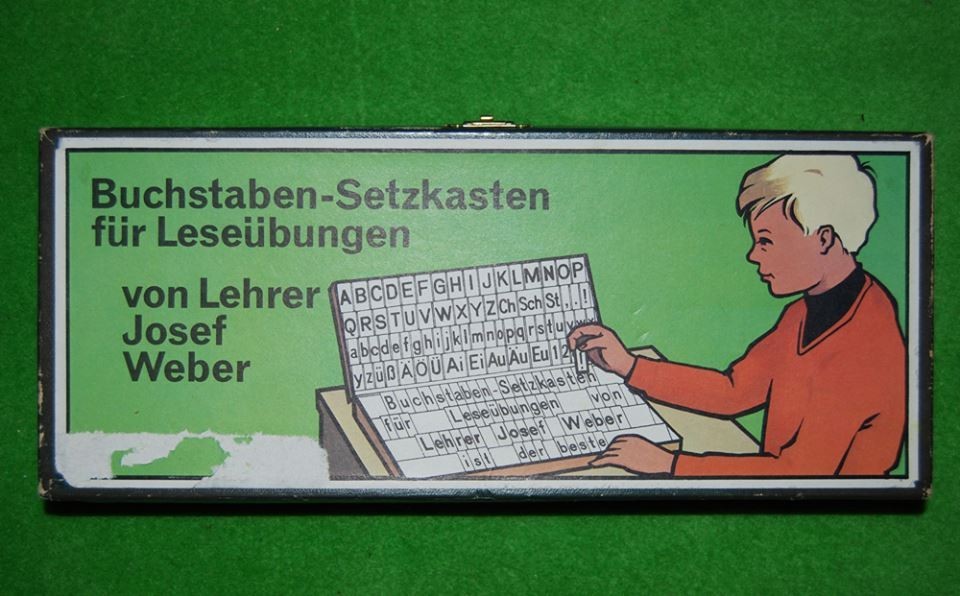 Buchstaben-Setzkasten
für Leseübungen
von Lehrer
Josef
Weber
ABCDEFGHIJKLMNOP
QRSTUVWXYZChSchSt.,.!
abcdefghijklmnopqrstuvwx
yzüßÄÖÜAiEiAuÄuEu12
Buchstaben Setzkasten
für Leseübungen von
Lehrer Josef Weber
ist der beste